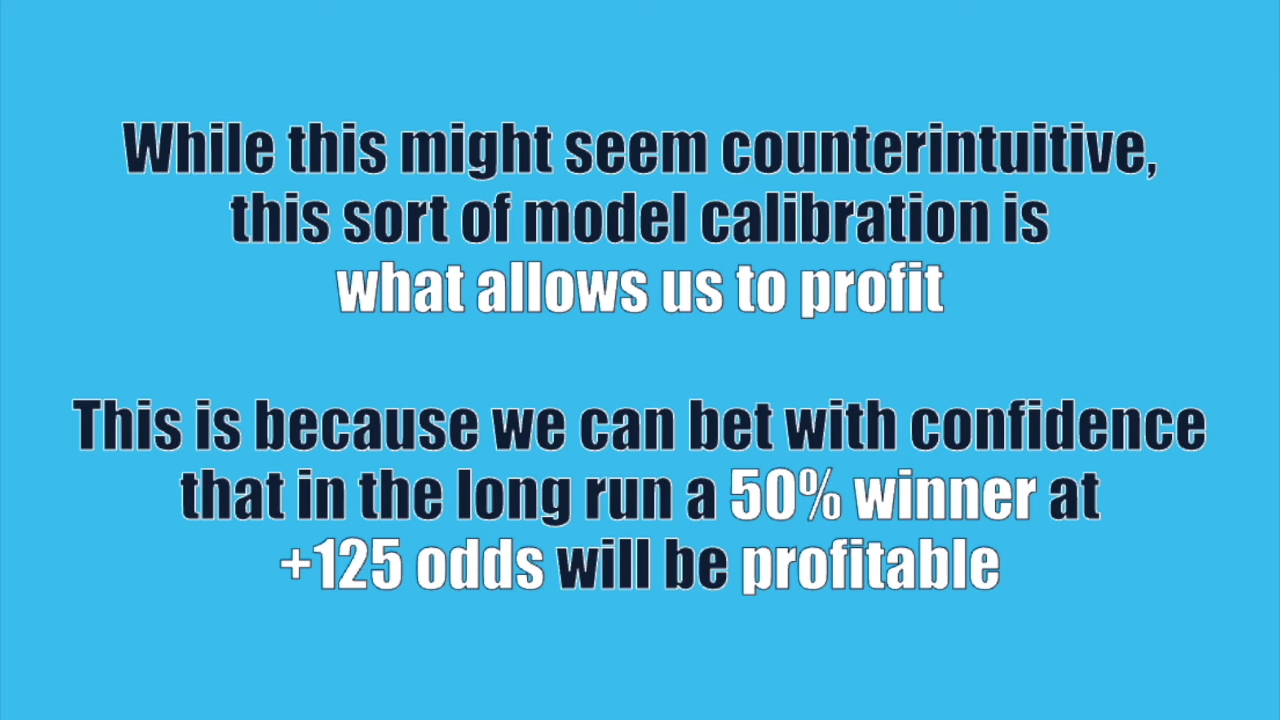 While this might seem counterintuitive,
this sort of model calibration is
what allows us to profit
This is because we can bet with confidence
that in the long run a 50% winner at
+125 odds will be profitable